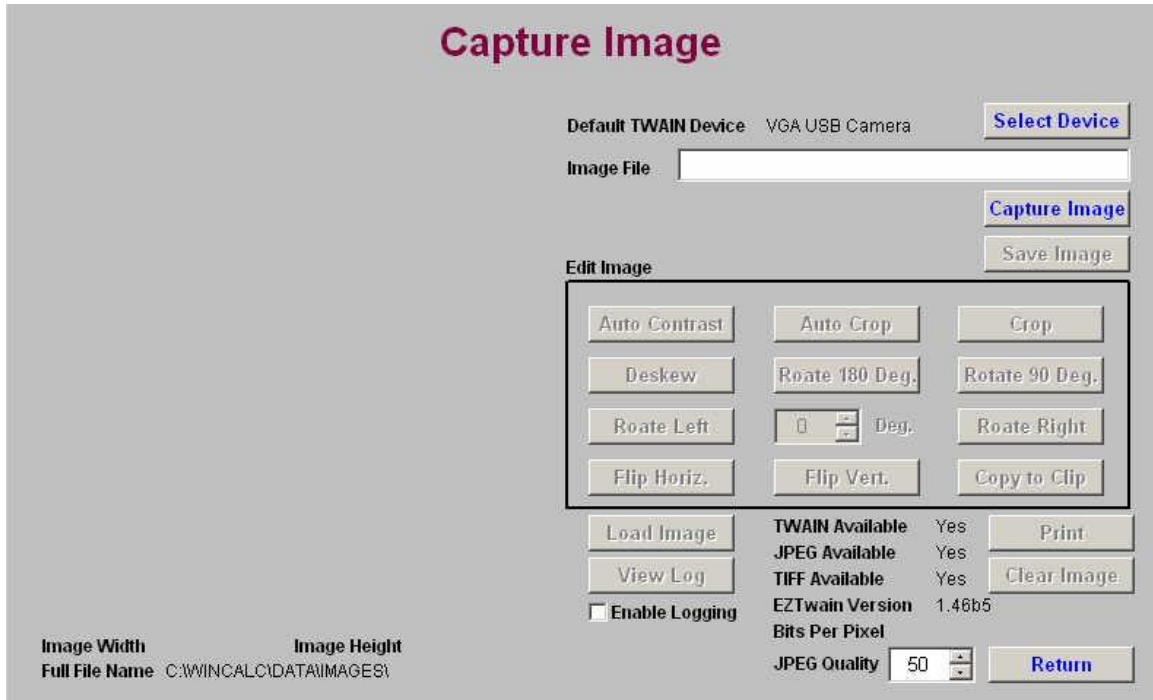 Capture Image
Default TWAIN Device VGA USB Camera Select Device
Image File
Capture Image
Save Image
Edit Image
Auto Contrast Auto Crop Crop
Deskew Roate 180 Deg. Rotate 90 Deg.
Roate Left 0 Deg. Roate Right
Flip Horiz. Flip Vert. Copy to Clip
Load Image TWAIN Available Yes Print
JPEG Available Yes
View Log TIFF Available Yes Clear Image
Enable Logging EZTwain Version 1.46b5
Bits Per Pixel
Image Width Image Height
Full File Name C:\WINCALC\DATA\IMAGES\ JPEG Quality 50 Return